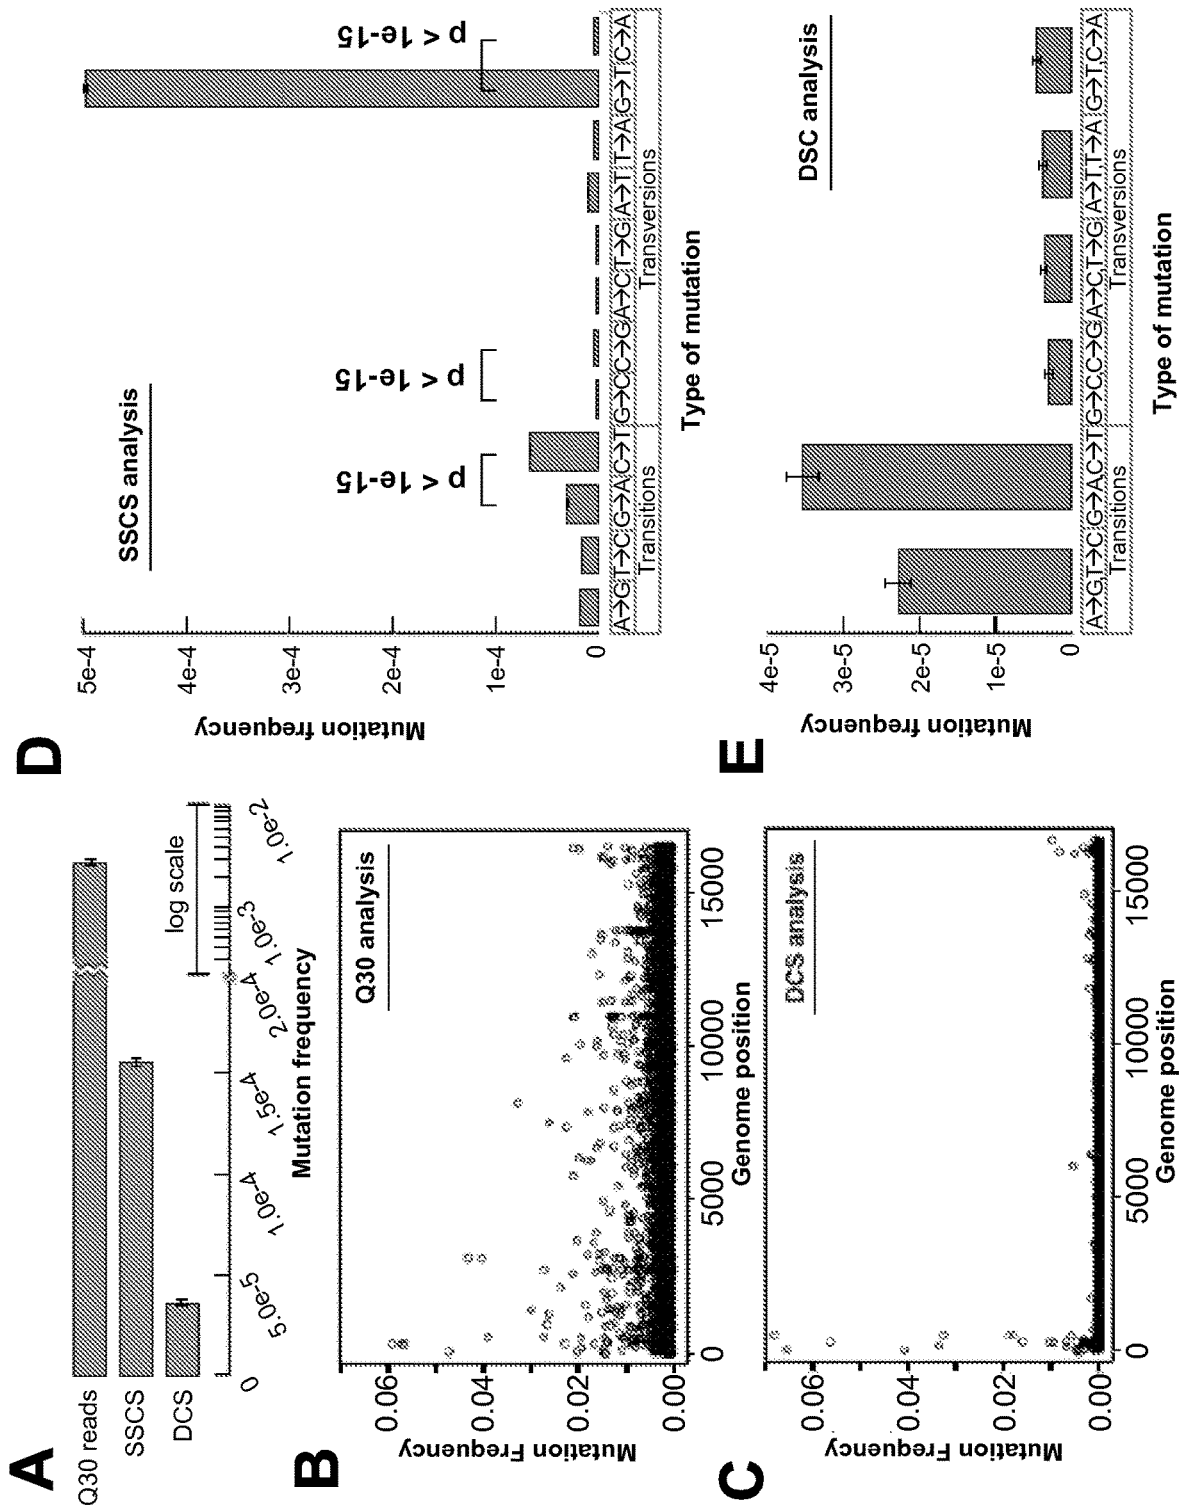 A
Q30 reads
SSCS
DCS
log scale
0
5.0e-5
1.0e-4
1.5e-4
2.0e-4
1.0e-3
1.0e-2
Mutation frequency
B
Q30 analysis
Mutation Frequency
0.06
0.04
0.02
0.00
0
5000
10000
15000
Genome position
C
DCS analysis
Mutation Frequency
0.06
0.04
0.02
0.00
0
5000
10000
15000
Genome position
D
SSCS analysis
Mutation frequency
5e-4
4e-4
3e-4
2e-4
1e-4
0
p < 1e-15
p < 1e-15
p < 1e-15
A→G T→C G→A C→T G→C C→G A→C T→G A→T T→A G→T C→A
Transitions Transversions
Type of mutation
E
DSC analysis
Mutation frequency
4e-5
3e-5
2e-5
1e-5
0
A→G,T→C G→A,C→T G→C,C→G A→C,T→G A→T,T→A G→T,C→A
Transitions Transversions
Type of mutation